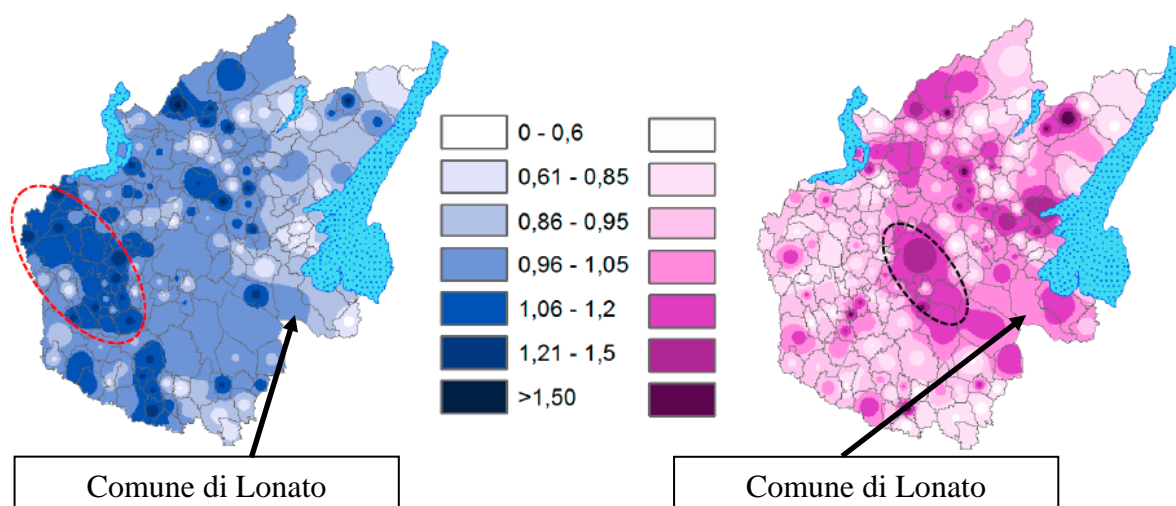 0 - 0,6
0,61 - 0,85
0,86 - 0,95
0,96 - 1,05
1,06 - 1,2
1,21 - 1,5
>1,50
Comune di Lonato
Comune di Lonato